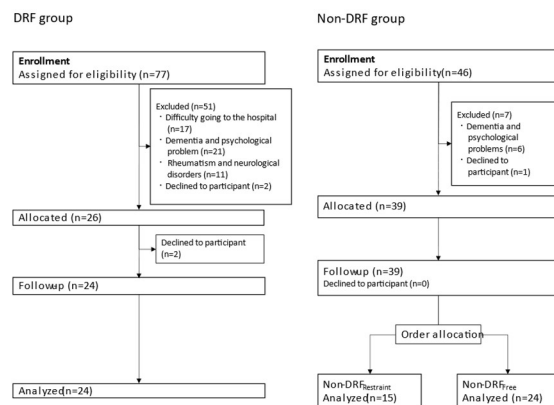 DRF group
Enrollment
Assigned for eligibility (n=77)
Excluded (n=51)
・Difficulty going to the hospital
(n=17)
・Dementia and psychological
problem (n=21)
・Rheumatism and neurological
disorders (n=11)
・Declined to participant (n=2)
Allocated (n=26)
Declined to participant
(n=2)
Followup (n=24)
Analyzed(n=24)
Non-DRF group
Enrollment
Assigned for eligibility(n=46)
Excluded (n=7)
・Dementia and
psychological
problems (n=6)
・Declined to
participant (n=1)
Allocated (n=39)
Followup (n=39)
Declined to participant (n=0)
Order allocation
Non-DRFRestraint
Analyzed(n=15)
Non-DRFFree
Analyzed (n=24)